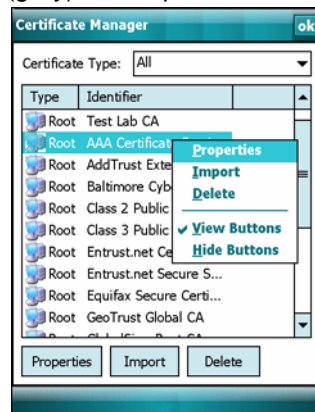 Certificate Manager ok
Certificate Type: All
Type Identifier
Root Test Lab CA
Root AAA Certificat
Root AddTrust Exte
Root Baltimore Cyb
Root Class 2 Public
Root Class 3 Public
Root Entrust.net Ce
Root Entrust.net Secure S...
Root Equifax Secure Certi...
Root GeoTrust Global CA
Properties
Import
Delete
View Buttons
Hide Buttons
Properties Import Delete